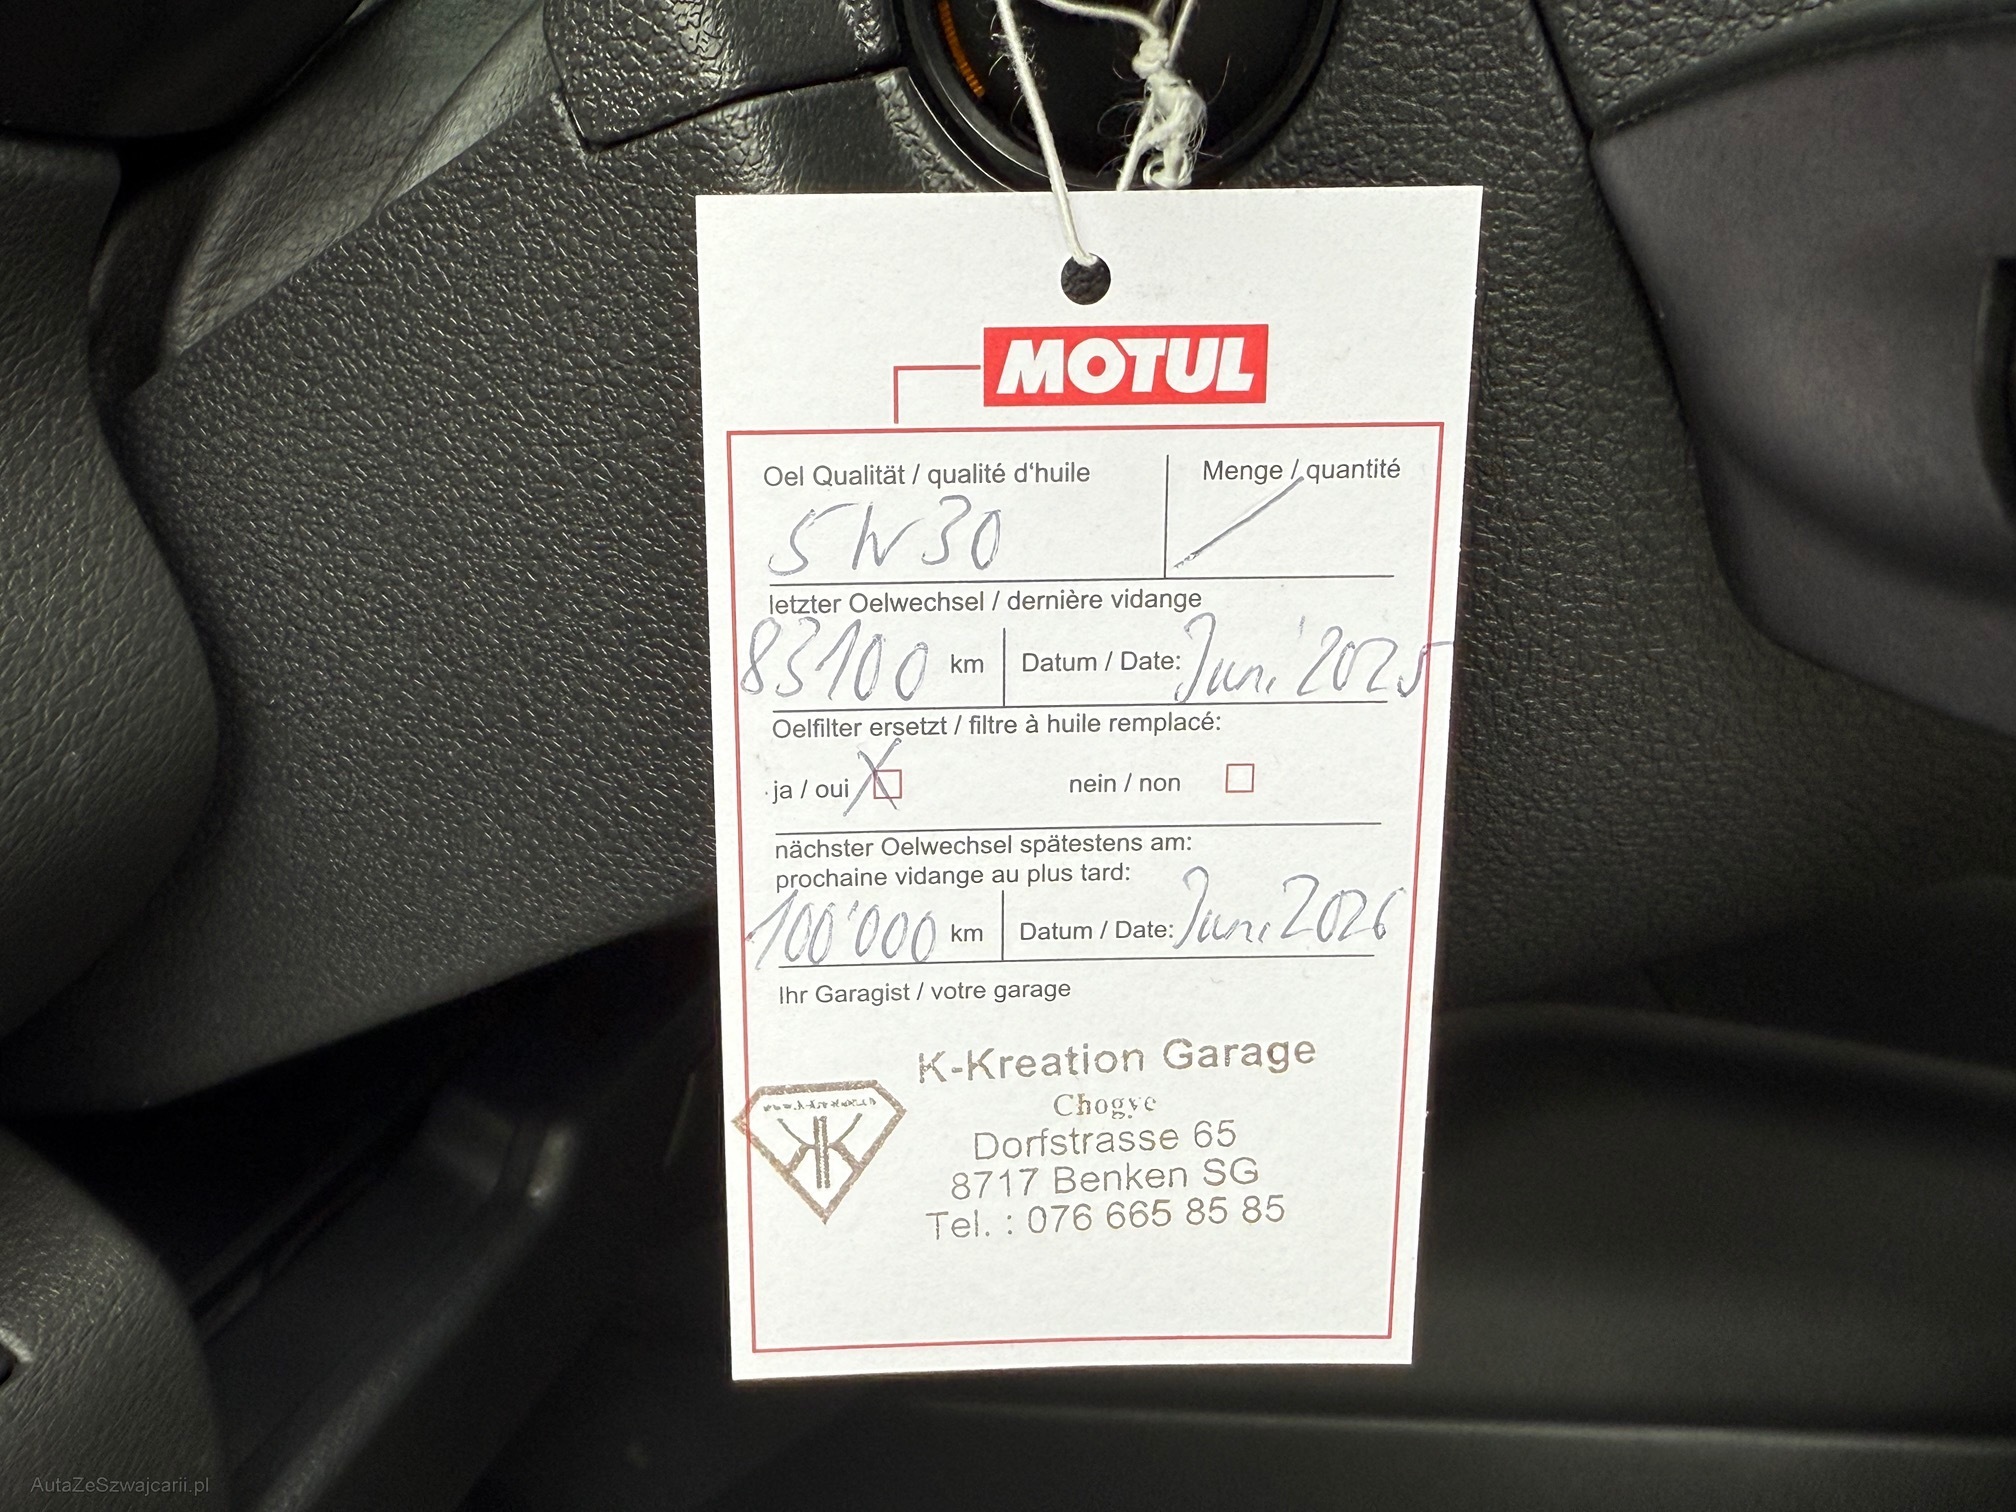 MOTUL
Oel Qualität / qualité d'huile
Menge / quantité
5W30
letzter Oelwechsel / dernière vidange
83100 km
Datum / Date: Juni '2025
Oelfilter ersetzt / filtre à huile remplacé:
ja / oui X
nein / non
nächster Oelwechsel spätestens am:
prochaine vidange au plus tard:
100'000 km
Datum / Date: Juni 2026
Ihr Garagist / votre garage
K-Kreation Garage
Chogye
Dorfstrasse 65
8717 Benken SG
Tel. : 076 665 85 85
AutaZeSzwajcarii.pl